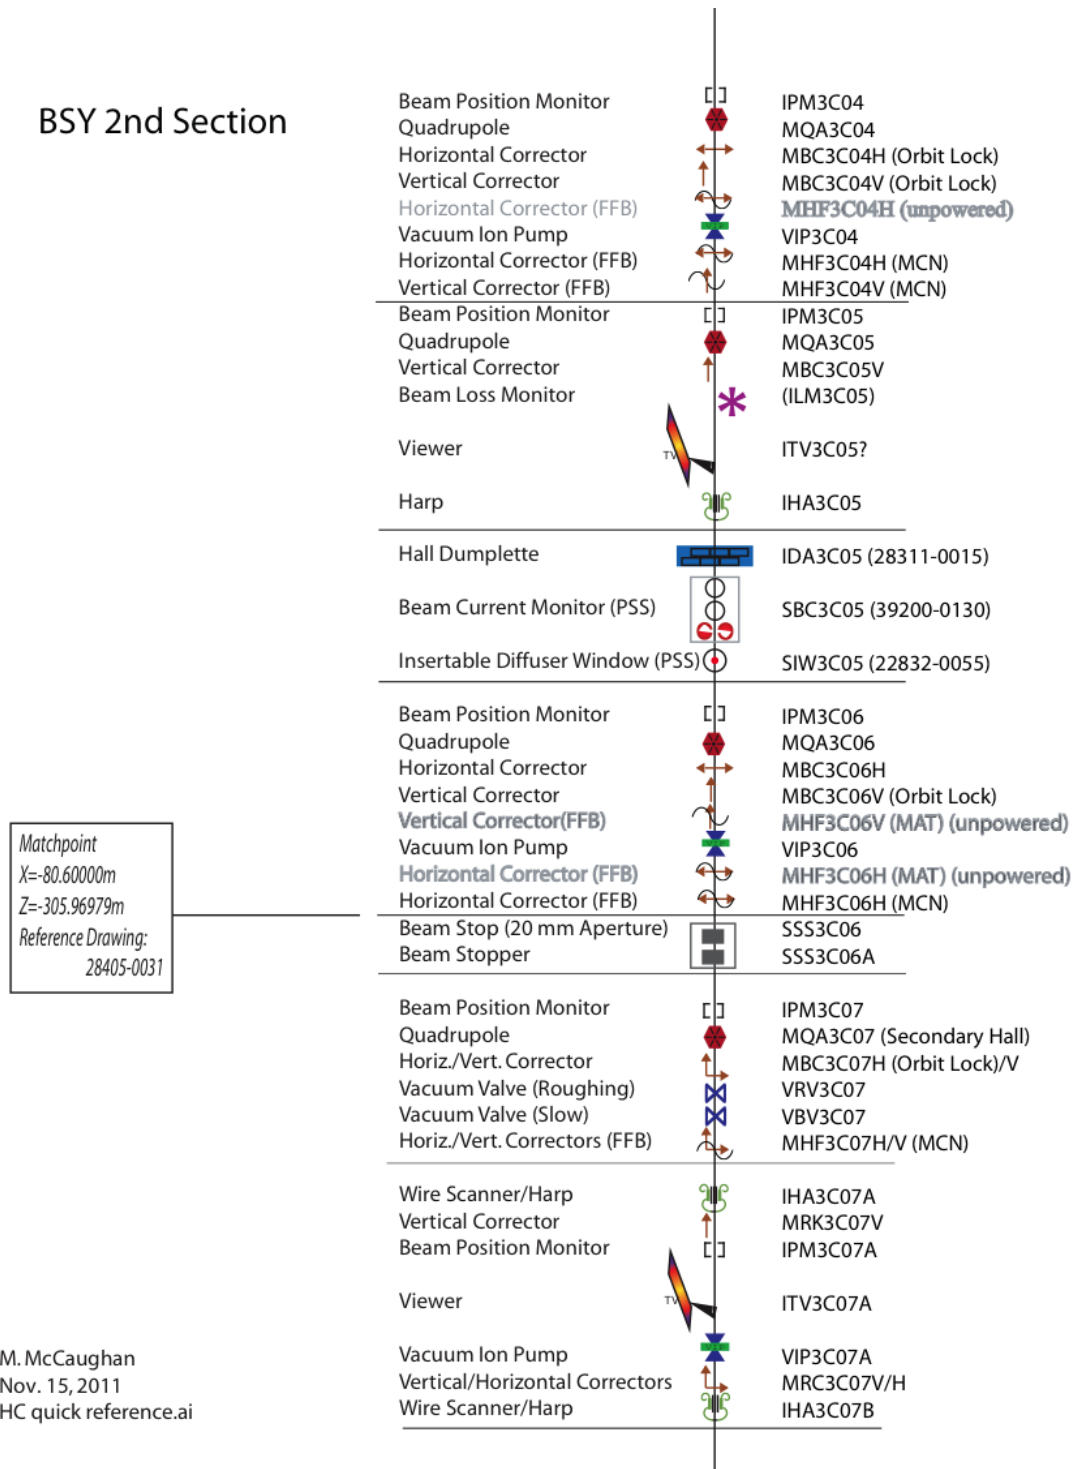 BSY 2nd Section
Beam Position Monitor IPM3C04
Quadrupole MQA3C04
Horizontal Corrector MBC3C04H (Orbit Lock)
Vertical Corrector MBC3C04V (Orbit Lock)
Horizontal Corrector (FFB) MHF3C04H (unpowered)
Vacuum Ion Pump VIP VIP3C04
Horizontal Corrector (FFB) MHF3C04H (MCN)
Vertical Corrector (FFB) MHF3C04V (MCN)
Beam Position Monitor IPM3C05
Quadrupole MQA3C05
Vertical Corrector MBC3C05V
Beam Loss Monitor (ILM3C05)
Viewer TV ITV3C05?
Harp IHA3C05
Hall Dumplette IDA3C05 (28311-0015)
Beam Current Monitor (PSS) SBC3C05 (39200-0130)
Insertable Diffuser Window (PSS) SIW3C05 (22832-0055)
Beam Position Monitor IPM3C06
Quadrupole MQA3C06
Horizontal Corrector MBC3C06H
Vertical Corrector MBC3C06V (Orbit Lock)
Vertical Corrector(FFB) MHF3C06V (MAT) (unpowered)
Vacuum Ion Pump VIP VIP3C06
Horizontal Corrector (FFB) MHF3C06H (MAT) (unpowered)
Horizontal Corrector (FFB) MHF3C06H (MCN)
Matchpoint
X=-80.60000m
Z=-305.96979m
Reference Drawing:
28405-0031
Beam Stop (20 mm Aperture) SSS3C06
Beam Stopper SSS3C06A
Beam Position Monitor IPM3C07
Quadrupole MQA3C07 (Secondary Hall)
Horiz./Vert. Corrector MBC3C07H (Orbit Lock)/V
Vacuum Valve (Roughing) VRV3C07
Vacuum Valve (Slow) VBV3C07
Horiz./Vert. Correctors (FFB) MHF3C07H/V (MCN)
Wire Scanner/Harp IHA3C07A
Vertical Corrector MRK3C07V
Beam Position Monitor IPM3C07A
Viewer TV ITV3C07A
Vacuum Ion Pump VIP VIP3C07A
Vertical/Horizontal Correctors MRC3C07V/H
Wire Scanner/Harp IHA3C07B
M. McCaughan
Nov. 15, 2011
HC quick reference.ai